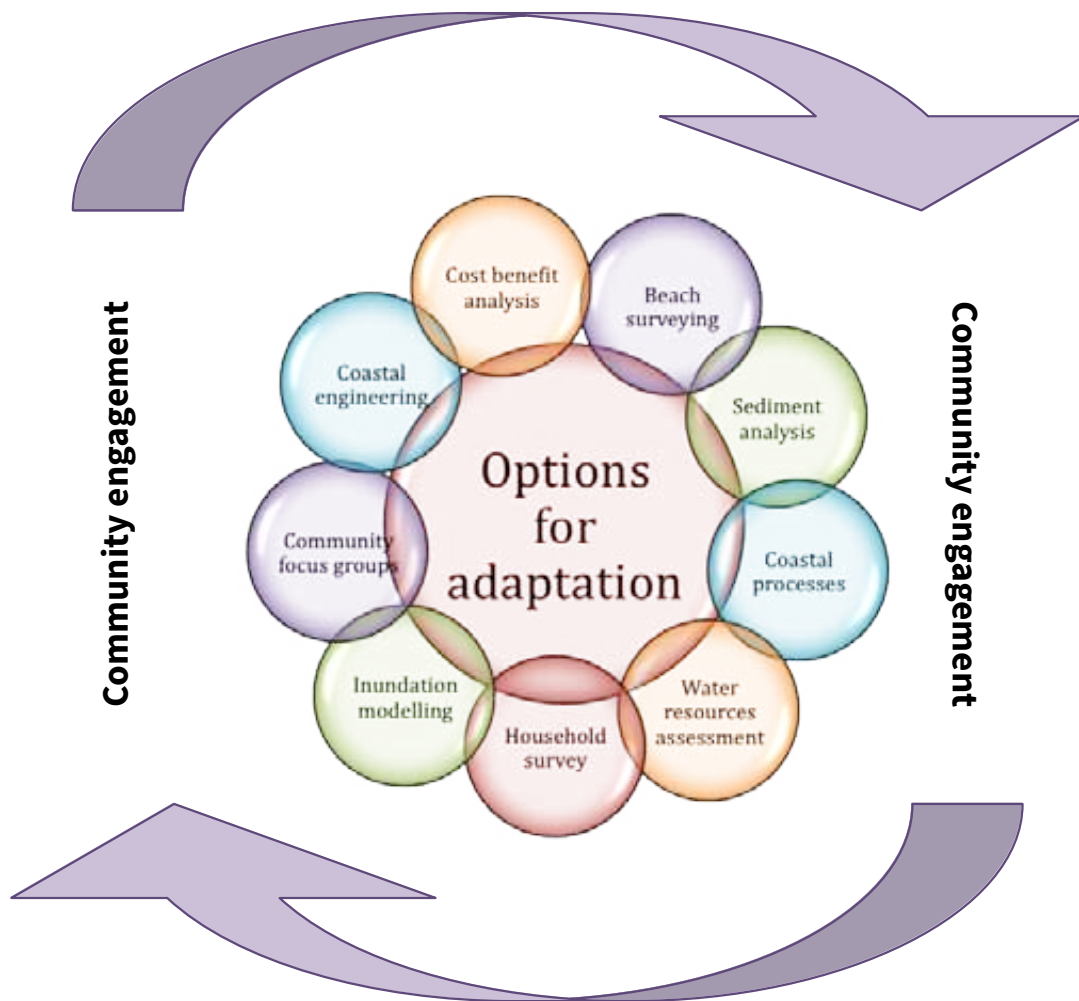 Cost benefit
analysis
Beach
surveying
Sediment
analysis
Coastal
processes
Water
resources
assessment
Household
survey
Inundation
modelling
Community
focus groups
Coastal
engineering
Options
for
adaptation
Community engagement
Community engagement